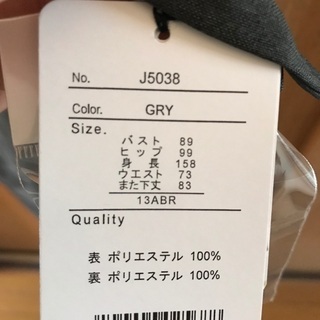 No. J5038
Color. GRY
Size.
バスト 89
ヒップ 99
身長 158
ウエスト 73
また下丈 83
13ABR
Quality
表 ポリエステル 100%
裏 ポリエステル 100%